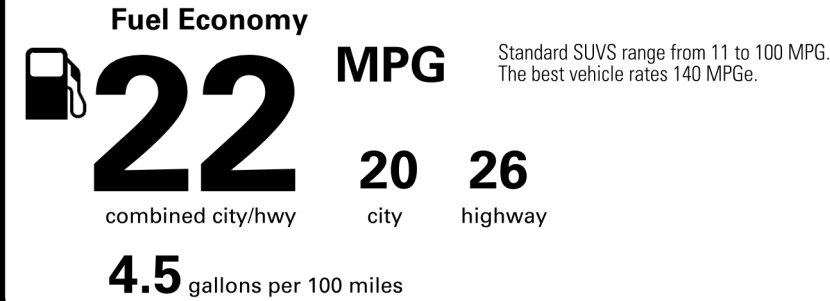 Fuel Economy
22 MPG
Standard SUVS range from 11 to 100 MPG.
The best vehicle rates 140 MPGe.
combined city/hwy
20 city
26 highway
4.5 gallons per 100 miles